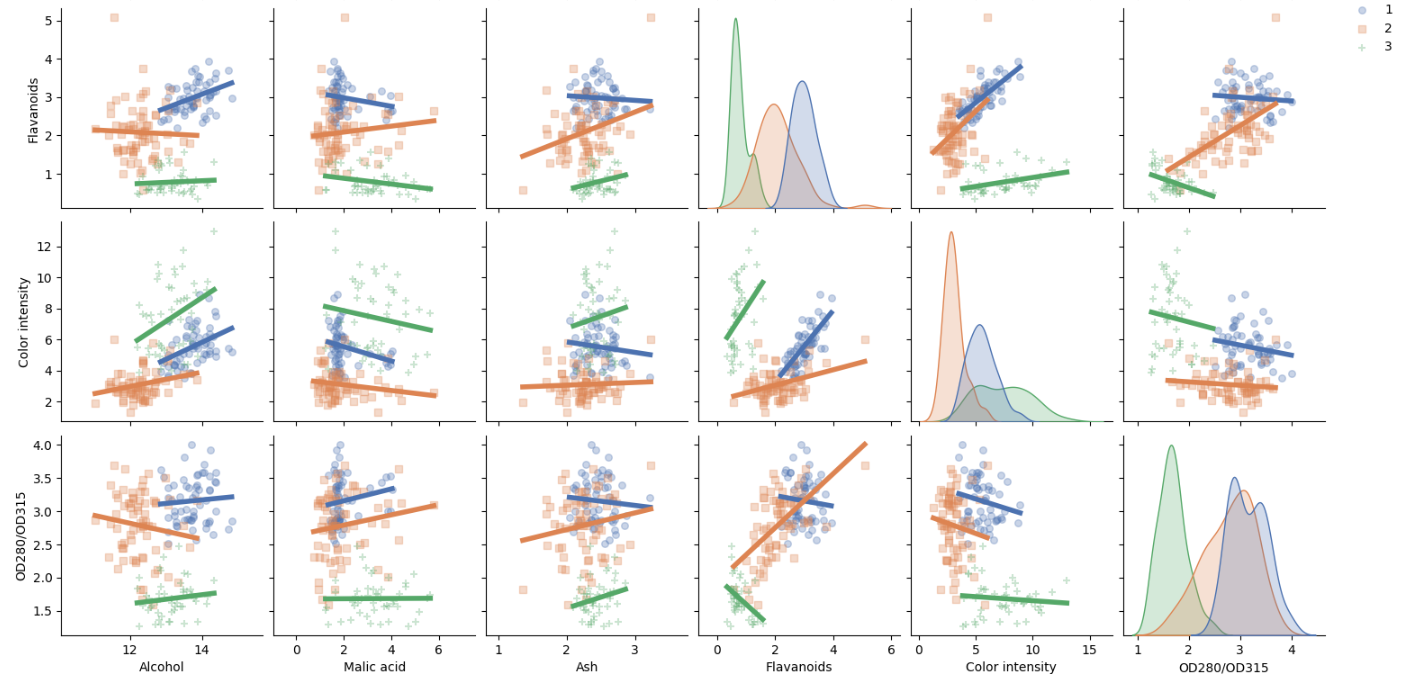 1
2
3
Flavanoids
5
4
3
2
1
Color intensity
12
10
8
6
4
2
OD280/OD315
4.0
3.5
3.0
2.5
2.0
1.5
12 14
0 2 4 6
1 2 3
0 2 4 6
0 5 10 15
1 2 3 4
Alcohol
Malic acid
Ash
Flavanoids
Color intensity
OD280/OD315